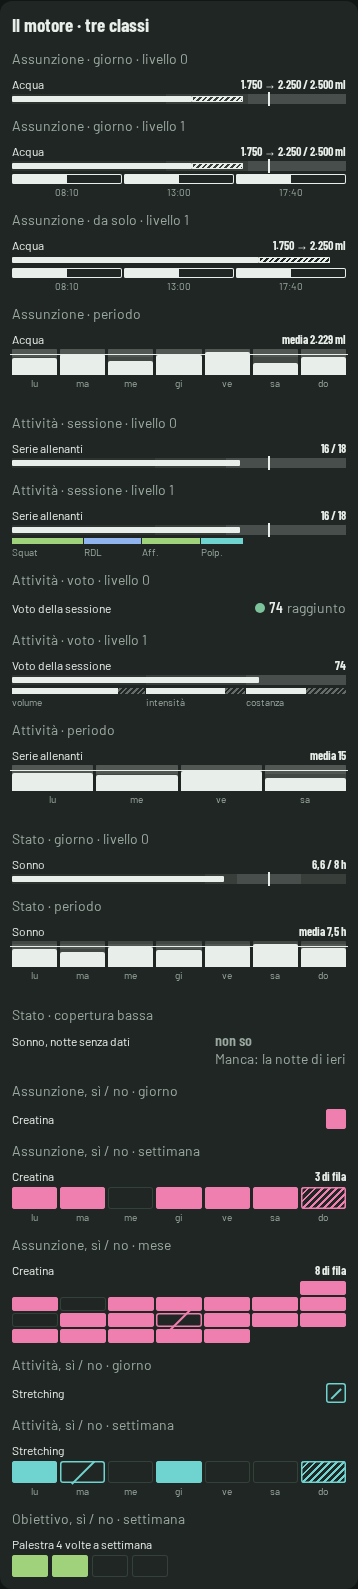 Il motore · tre classi
Assunzione · giorno · livello 0
Acqua 1.750 → 2.250 / 2.500 ml
Assunzione · giorno · livello 1
Acqua 1.750 → 2.250 / 2.500 ml
08:10 13:00 17:40
Assunzione · da solo · livello 1
Acqua 1.750 → 2.250 ml
08:10 13:00 17:40
Assunzione · periodo
Acqua media 2.229 ml
lu ma me gi ve sa do
Attività · sessione · livello 0
Serie allenanti 16 / 18
Attività · sessione · livello 1
Serie allenanti 16 / 18
Squat RDL Aff. Polp.
Attività · voto · livello 0
Voto della sessione 74 raggiunto
Attività · voto · livello 1
Voto della sessione 74
volume intensità costanza
Attività · periodo
Serie allenanti media 15
lu me ve sa
Stato · giorno · livello 0
Sonno 6,6 / 8 h
Stato · periodo
Sonno media 7,5 h
lu ma me gi ve sa do
Stato · copertura bassa
Sonno, notte senza dati non so
Manca: la notte di ieri
Assunzione, sì / no · giorno
Creatina
Assunzione, sì / no · settimana
Creatina 3 di fila
lu ma me gi ve sa do
Assunzione, sì / no · mese
Creatina 8 di fila
Attività, sì / no · giorno
Stretching
Attività, sì / no · settimana
Stretching
lu ma me gi ve sa do
Obiettivo, sì / no · settimana
Palestra 4 volte a settimana